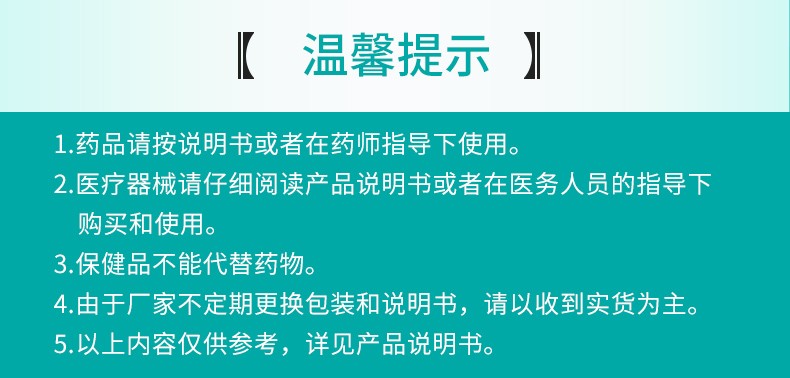 【 温馨提示 】
1.药品请按说明书或者在药师指导下使用。
2.医疗器械请仔细阅读产品说明书或者在医务人员的指导下
购买和使用。
3.保健品不能代替药物。
4.由于厂家不定期更换包装和说明书，请以收到实货为主。
5.以上内容仅供参考，详见产品说明书。